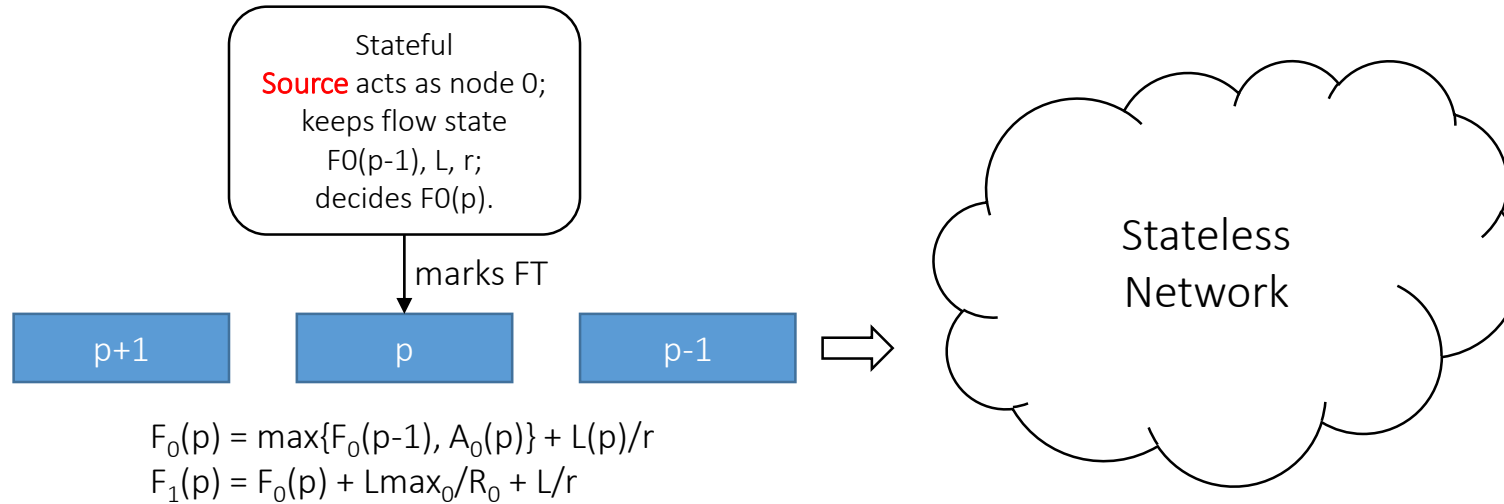 Stateful
Source acts as node 0;
keeps flow state
F0(p-1), L, r;
decides F0(p).
marks FT
p+1
p
p-1
Stateless
Network
F₀(p) = max{F₀(p-1), A₀(p)} + L(p)/r
F₁(p) = F₀(p) + Lmax₀/R₀ + L/r